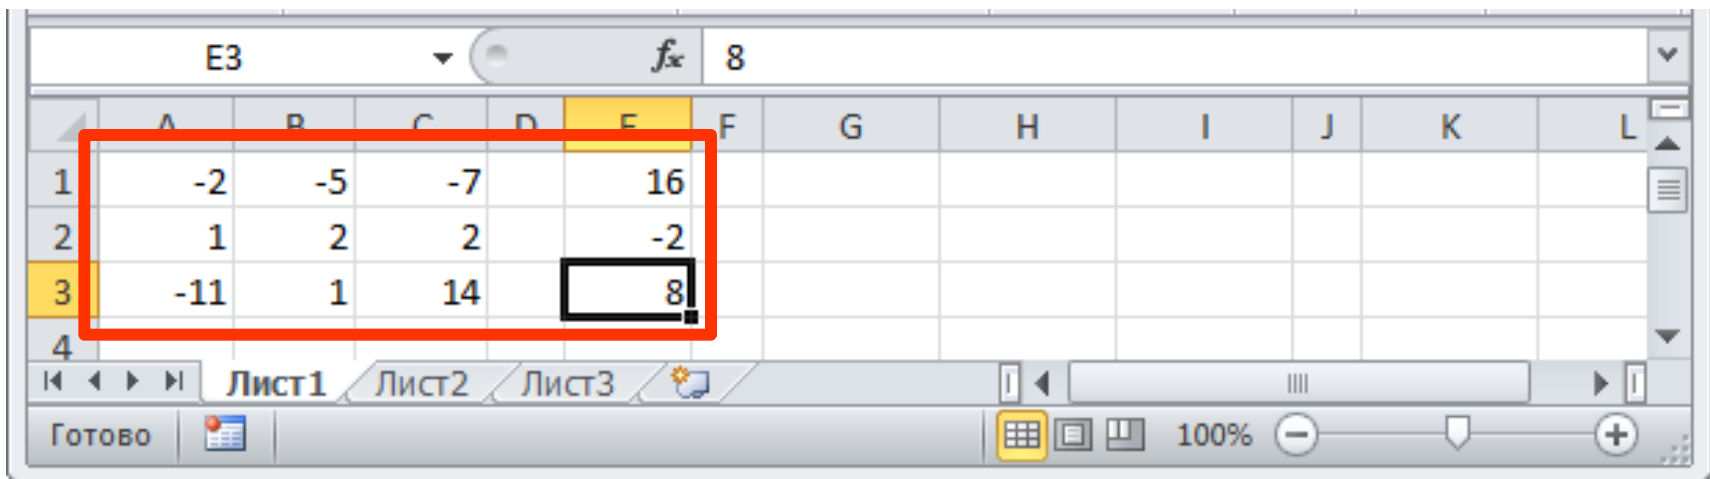 E3 fx 8
A B C D E F G H I J K L
1 -2 -5 -7 16
2 1 2 2 -2
3 -11 1 14 8
4
Лист1 Лист2 Лист3
Готово 100%